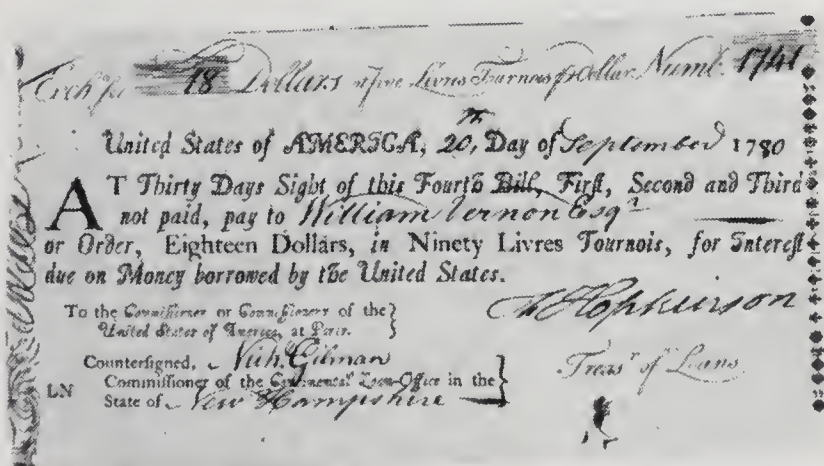 Exchᵃ for 18 Dollars at five Livres Tournois ⅌ Dollar Numb. 1741
United States of AMERICA, 20,th Day of September 1780
AT Thirty Days Sight of this Fourth Bill, First, Second and Third
not paid, pay to William Vernon Esqr
or Order, Eighteen Dollars, in Ninety Livres Tournois, for Interest
due on Money borrowed by the United States.
To the Commissioner or Commissioners of the
United States of America, at Paris.
Hopkinson
Treasr of Loans
Countersigned, Nich. Gilman
Commissioner of the Continental Loan-Office in the
State of New Hampshire
LN